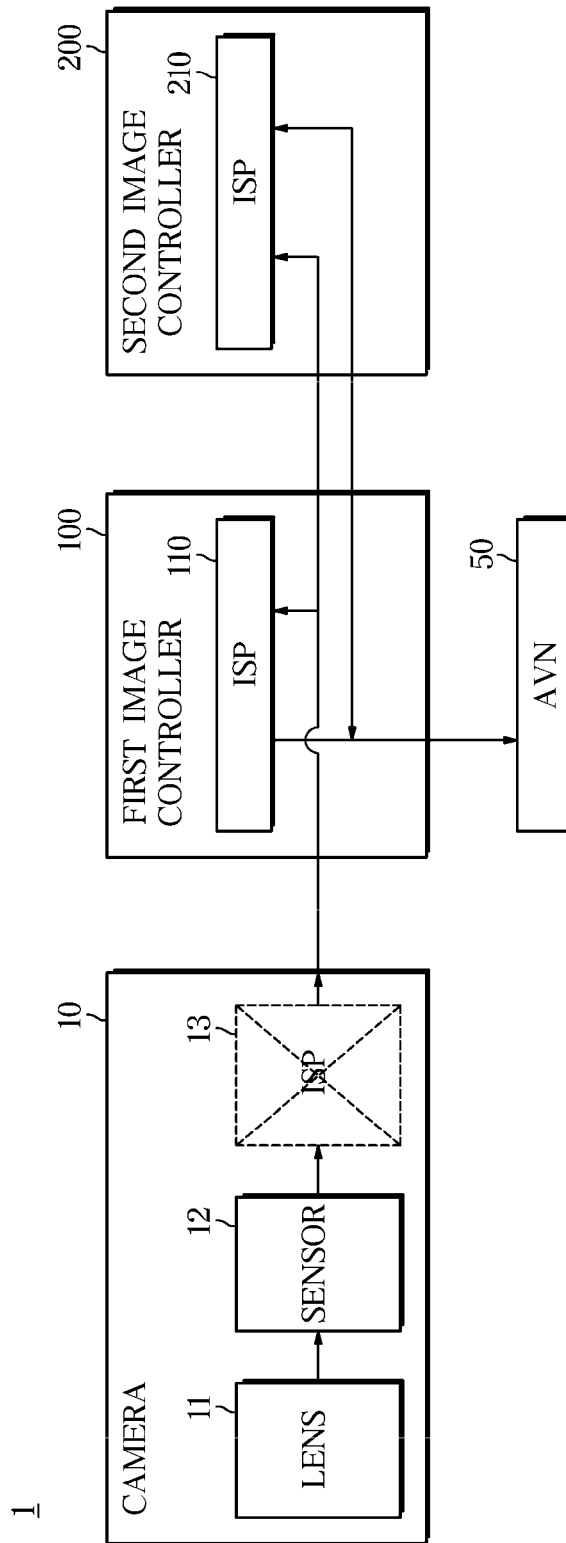 1
CAMERA
10
LENS
11
SENSOR
12
ISP
13
FIRST IMAGE
CONTROLLER
100
ISP
110
SECOND IMAGE
CONTROLLER
200
ISP
210
AVN
50